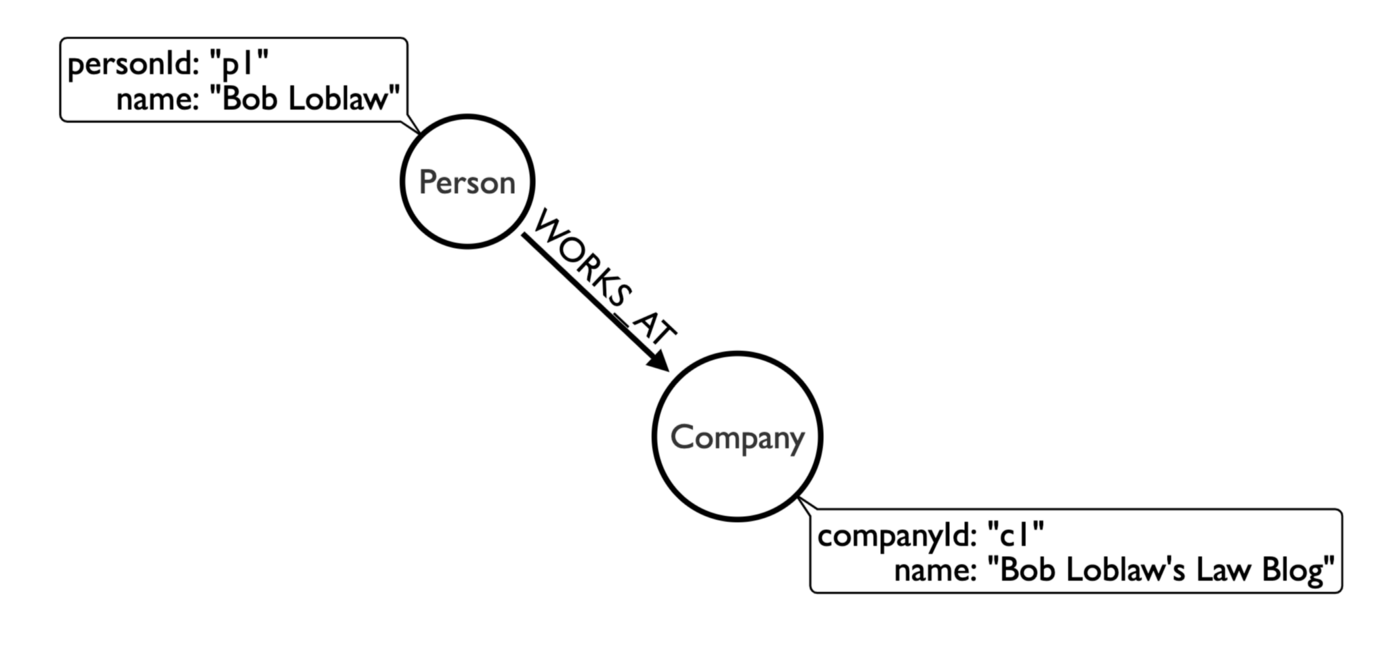 personId: "p1"
name: "Bob Loblaw"
Person
WORKS_AT
Company
companyId: "c1"
name: "Bob Loblaw's Law Blog"